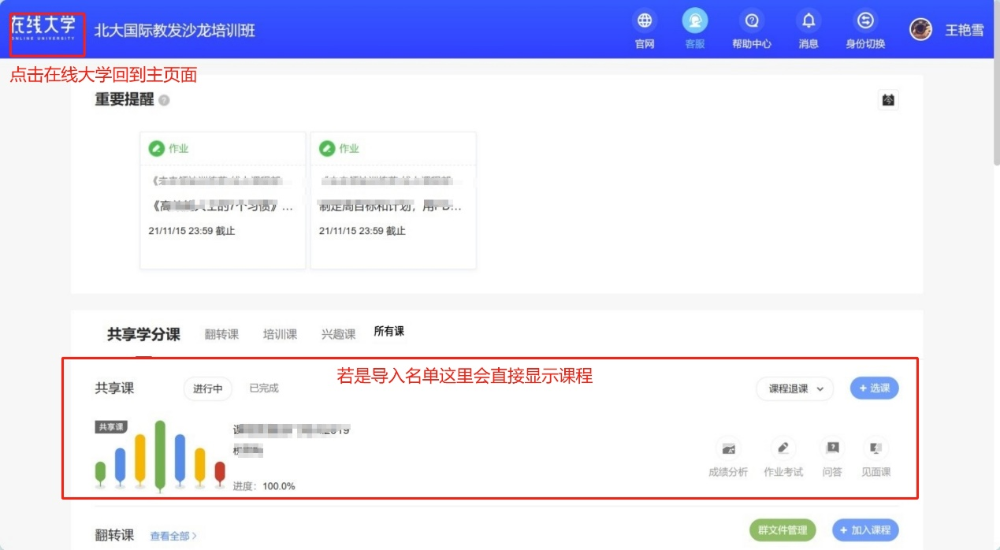 在线大学
ONLINE UNIVERSITY
北大国际教发沙龙培训班
官网
客服
帮助中心
消息
身份切换
王艳雪
点击在线大学回到主页面
重要提醒
作业
作业
《高 的7个习惯》...
制定周目标和计划，用PD...
21/11/15 23:59 截止
21/11/15 23:59 截止
共享学分课
翻转课
培训课
兴趣课
所有课
若是导入名单这里会直接显示课程
共享课
进行中
已完成
课程退课
+ 选课
共享课
2019
进度：100.0%
成绩分析
作业考试
问答
见面课
翻转课
查看全部>
群文件管理
+ 加入课程